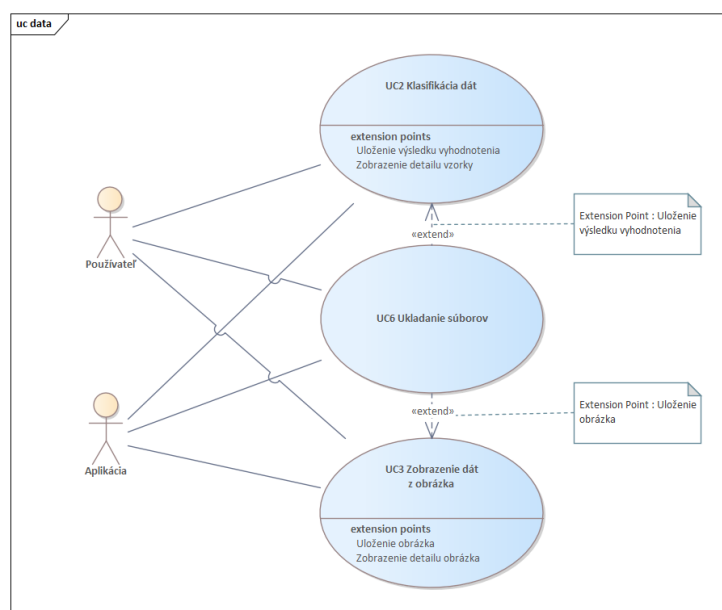 uc data
UC2 Klasifikácia dát
extension points
Uloženie výsledku vyhodnotenia
Zobrazenie detailu vzorky
Používateľ
«extend»
Extension Point : Uloženie
výsledku vyhodnotenia
UC6 Ukladanie súborov
Aplikácia
«extend»
Extension Point : Uloženie
obrázka
UC3 Zobrazenie dát
z obrázka
extension points
Uloženie obrázka
Zobrazenie detailu obrázka